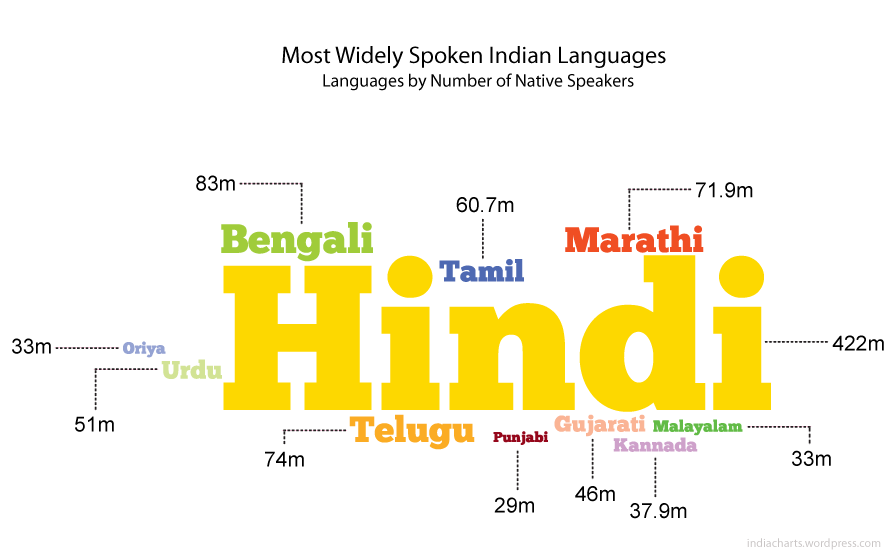 Most Widely Spoken Indian Languages
Languages by Number of Native Speakers
83m
60.7m
71.9m
Bengali
Tamil
Marathi
Hindi
422m
33m
Oriya
Urdu
51m
Telugu
74m
Punjabi
29m
Gujarati
46m
Malayalam
33m
Kannada
37.9m
indiacharts.wordpress.com